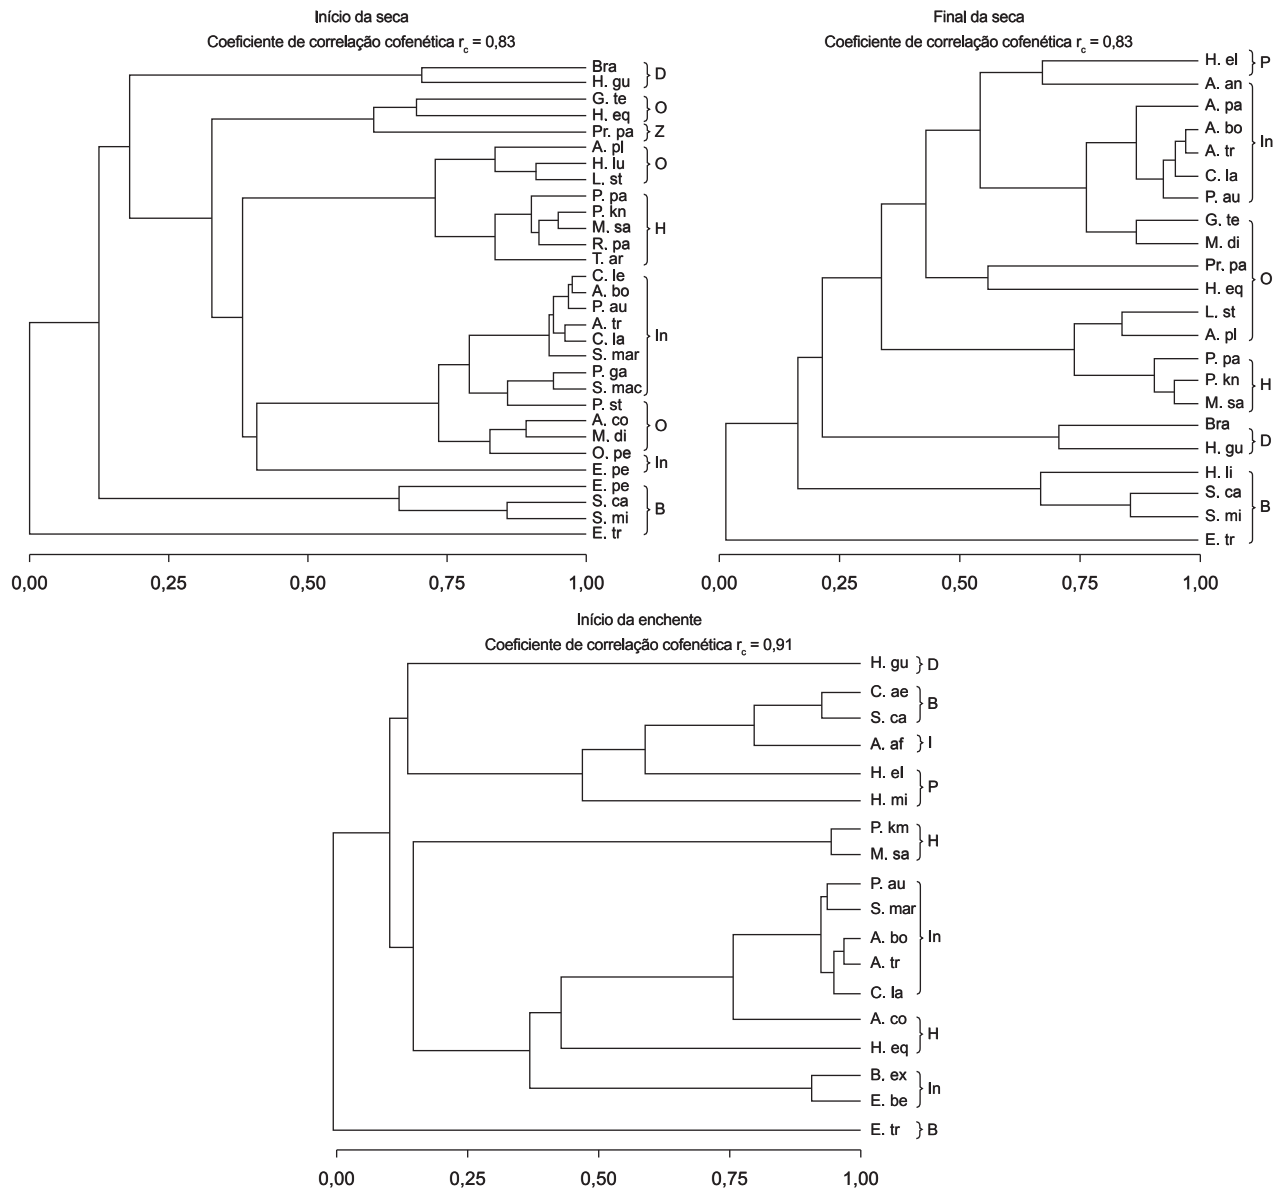 Início da seca
Coeficiente de correlação cofenética rc = 0,83
Bra
H. gu
D
G. te
H. eq
O
Pr. pa
Z
A. pl
H. lu
L. st
O
P. pa
P. kn
M. sa
R. pa
T. ar
H
C. le
A. bo
P. au
A. tr
C. la
S. mar
P. ga
S. mac
In
P. st
A. co
M. di
O. pe
O
E. pe
In
E. pe
S. ca
S. mi
B
E. tr
0,00 0,25 0,50 0,75 1,00
Final da seca
Coeficiente de correlação cofenética rc = 0,83
H. el
P
A. an
A. pa
A. bo
A. tr
C. la
P. au
In
G. te
M. di
Pr. pa
H. eq
L. st
A. pl
O
P. pa
P. kn
M. sa
H
Bra
H. gu
D
H. li
S. ca
S. mi
E. tr
B
0,00 0,25 0,50 0,75 1,00
Início da enchente
Coeficiente de correlação cofenética rc = 0,91
H. gu
D
C. ae
S. ca
B
A. af
I
H. el
H. mi
P
P. km
M. sa
H
P. au
S. mar
A. bo
A. tr
C. la
In
A. co
H. eq
H
B. ex
E. be
In
E. tr
B
0,00 0,25 0,50 0,75 1,00